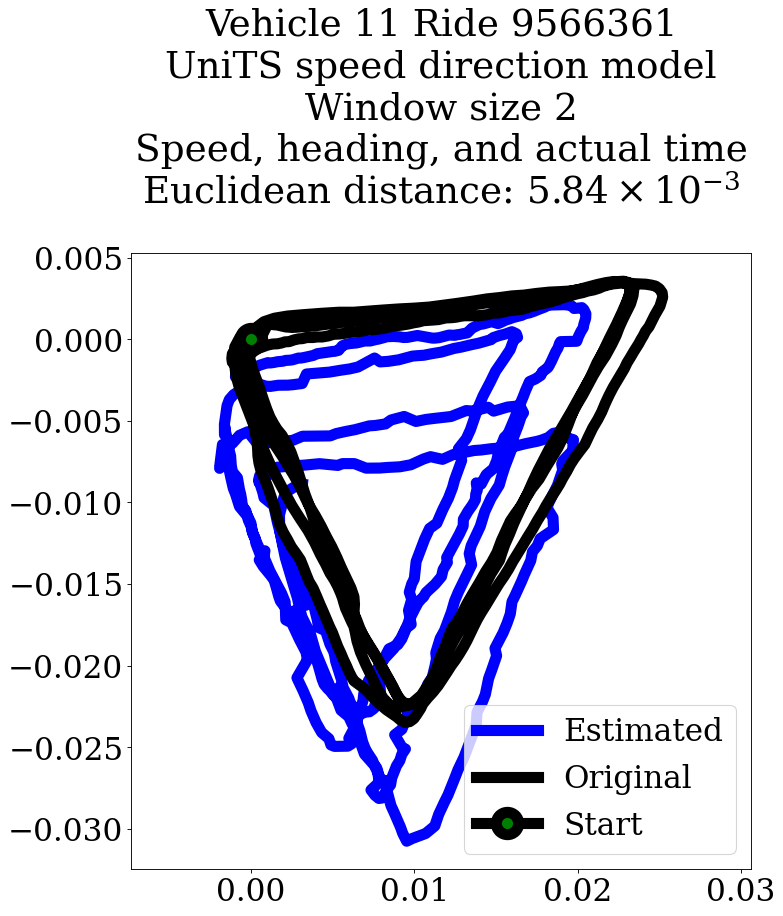 Vehicle 11 Ride 9566361
UniTS speed direction model
Window size 2
Speed, heading, and actual time
Euclidean distance: 5.84 × 10⁻³
0.005
0.000
−0.005
−0.010
−0.015
−0.020
−0.025
−0.030
Estimated
Original
Start
0.00 0.01 0.02 0.03